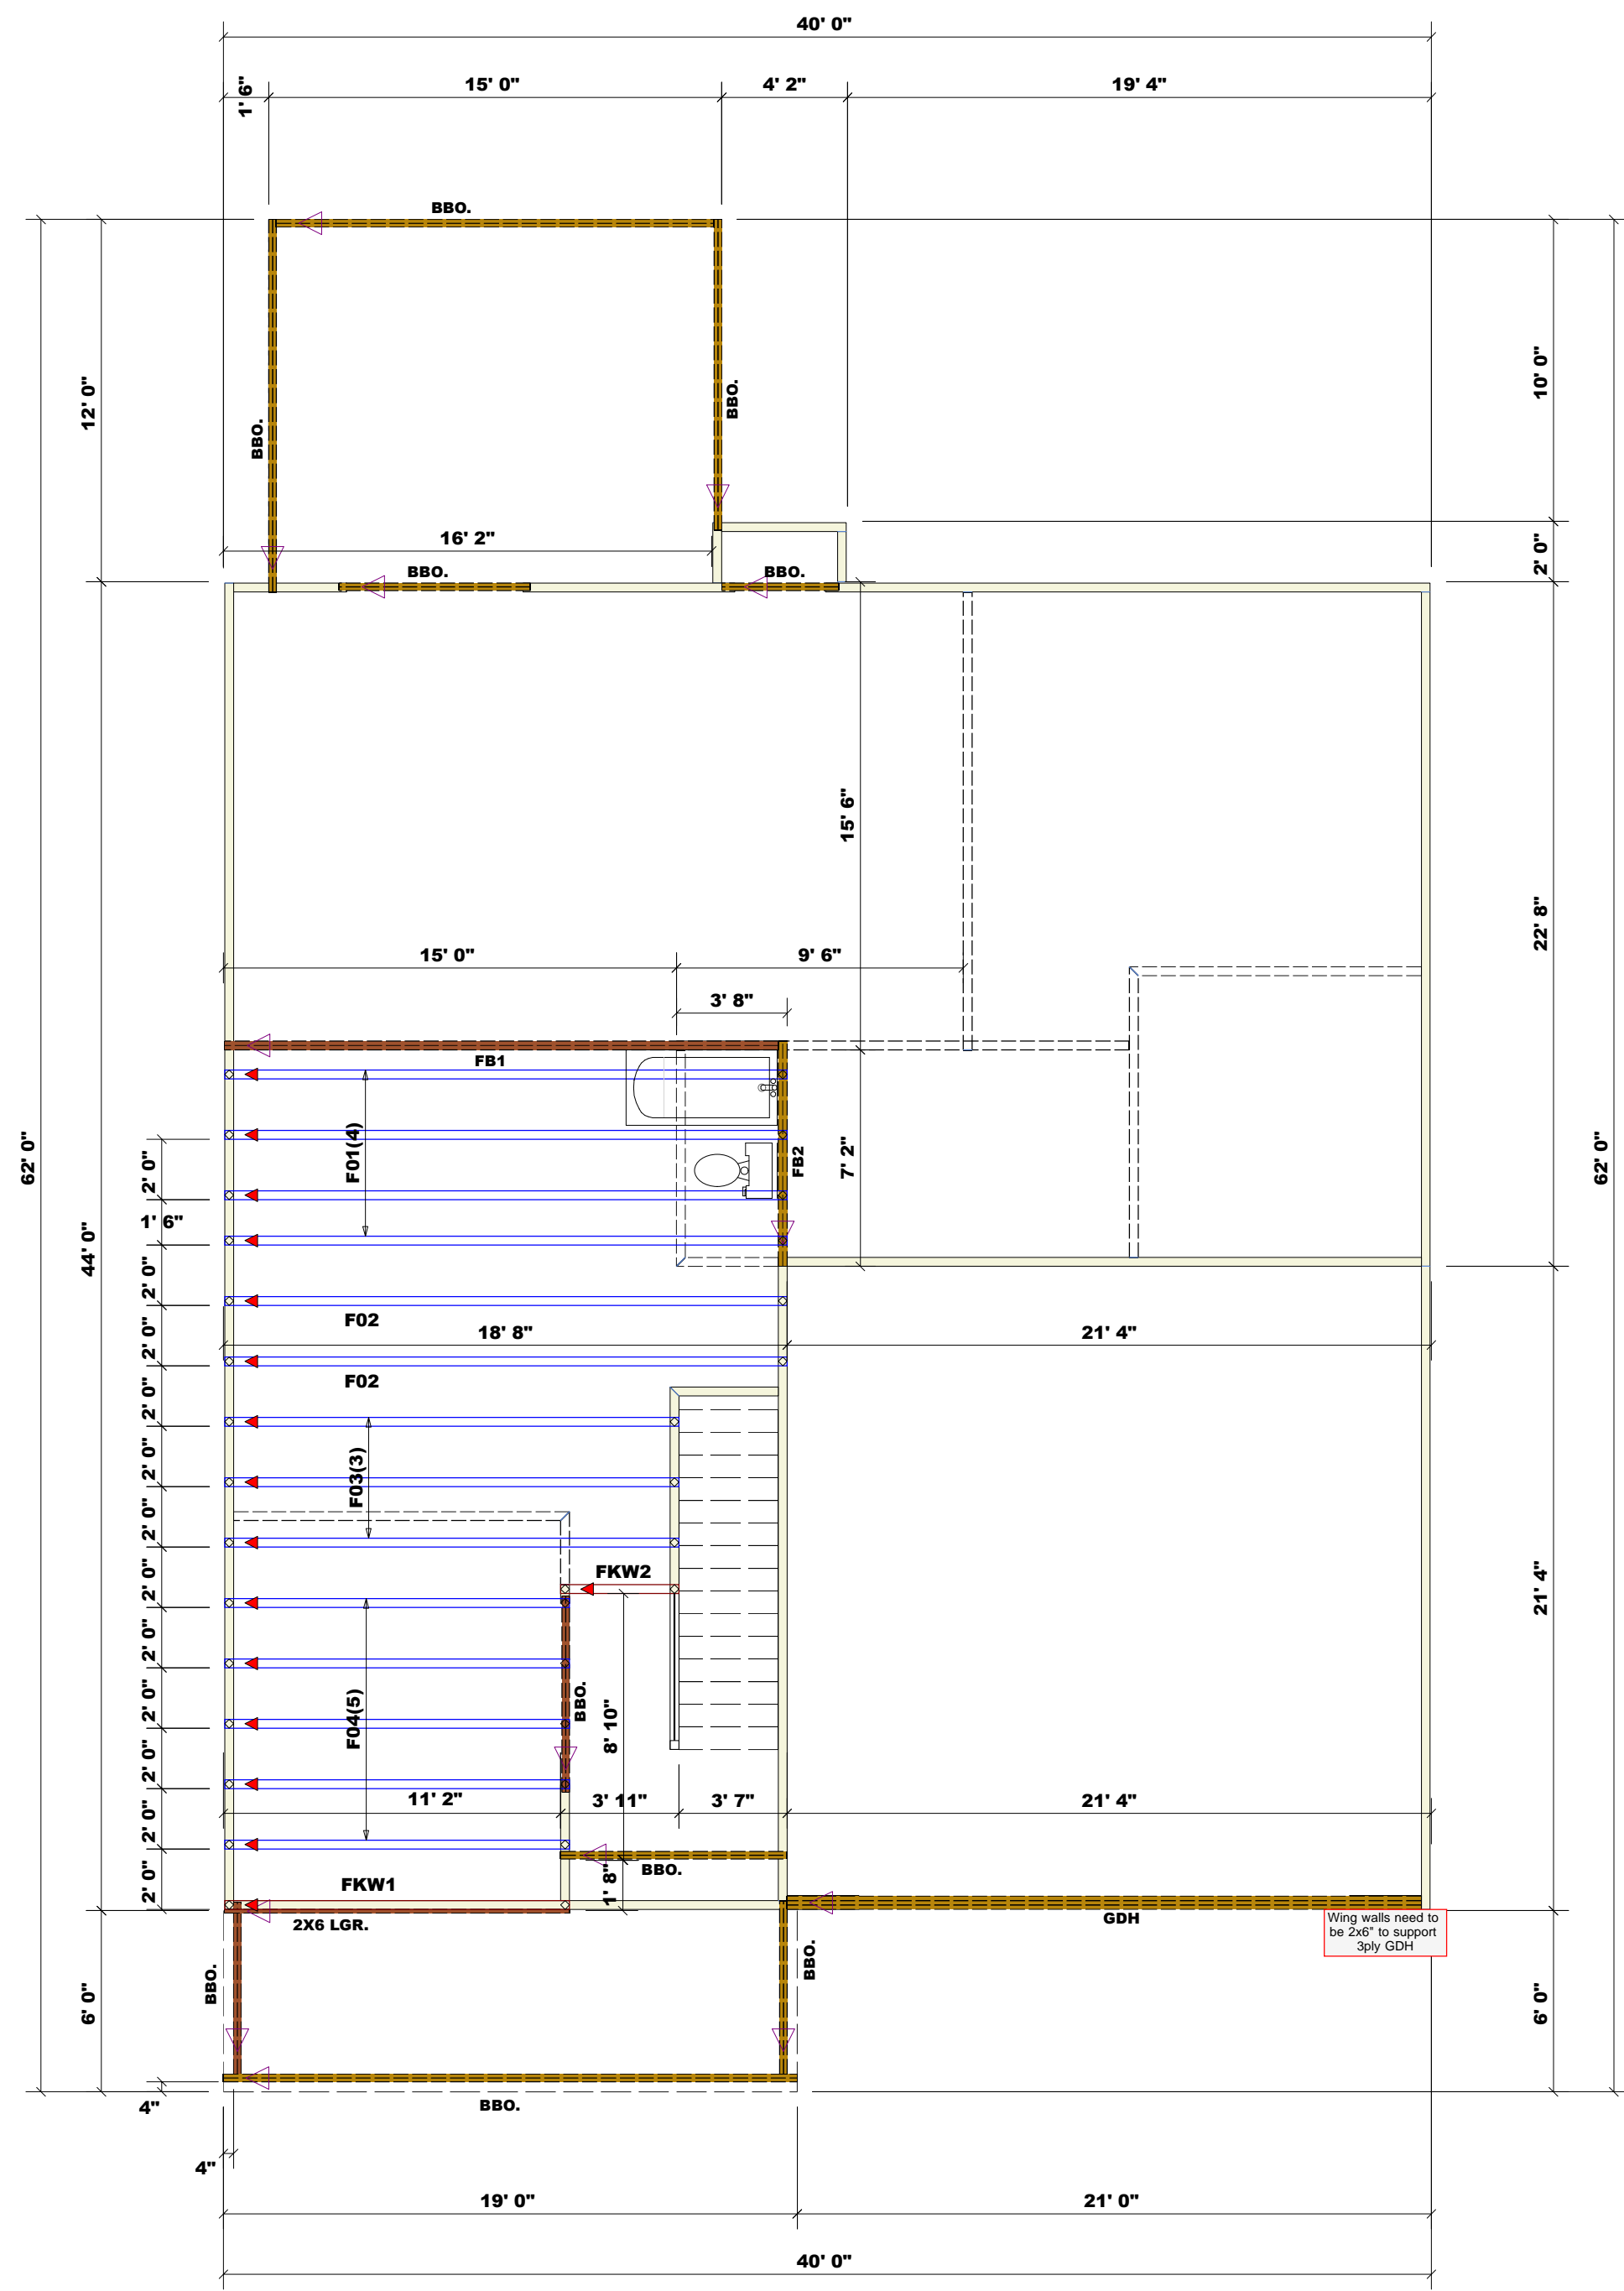 40' 0"
1' 6"
15' 0"
4' 2"
19' 4"
BBO.
12' 0"
10' 0"
BBO.
BBO.
16' 2"
2' 0"
BBO.
BBO.
15' 6"
22' 8"
15' 0"
9' 6"
3' 8"
FB1
F01(4)
FB2
7' 2"
62' 0"
62' 0"
2' 0"
1' 6"
44' 0"
2' 0"
F02
18' 8"
21' 4"
2' 0"
F02
2' 0"
2' 0"
F03(3)
2' 0"
FKW2
2' 0"
21' 4"
2' 0"
BBO.
F04(5)
8' 10"
2' 0"
2' 0"
11' 2"
3' 11"
3' 7"
21' 4"
2' 0"
BBO.
2' 0"
FKW1
1' 8"
2X6 LGR.
GDH
Wing walls need to
be 2x6" to support
3ply GDH
BBO.
BBO.
6' 0"
6' 0"
4"
BBO.
4"
19' 0"
21' 0"
40' 0"